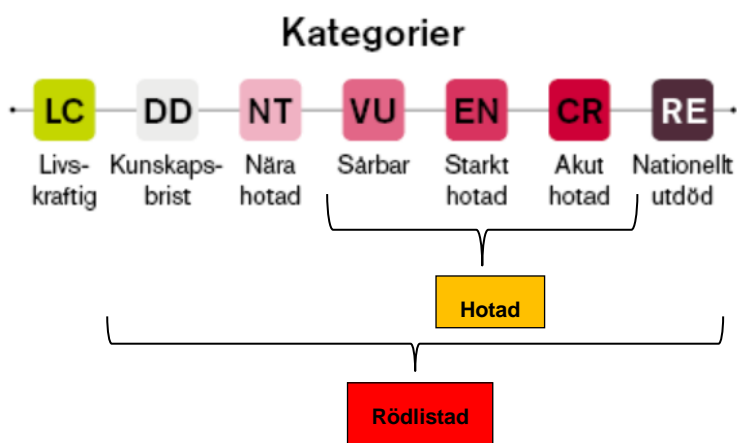 Kategorier
LC DD NT VU EN CR RE
Livs- Kunskaps- Nära Sårbar Starkt Akut Nationellt
kraftig brist hotad hotad hotad utdöd
Hotad
Rödlistad